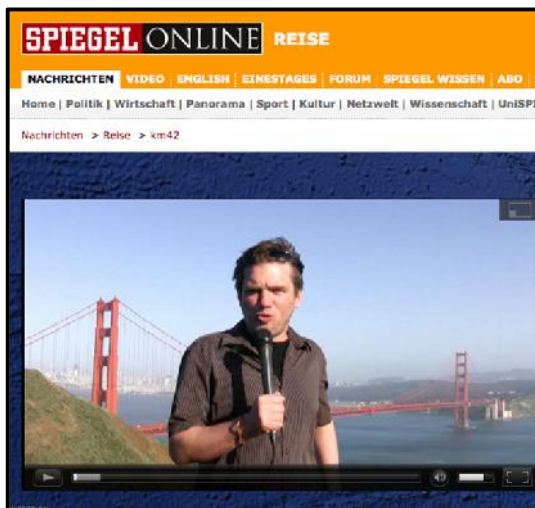 SPIEGEL ONLINE REISE
NACHRICHTEN VIDEO ENGLISH EINESTAGES FORUM SPIEGEL WISSEN ABO
Home | Politik | Wirtschaft | Panorama | Sport | Kultur | Netzwelt | Wissenschaft | UniSPI
Nachrichten > Reise > km42